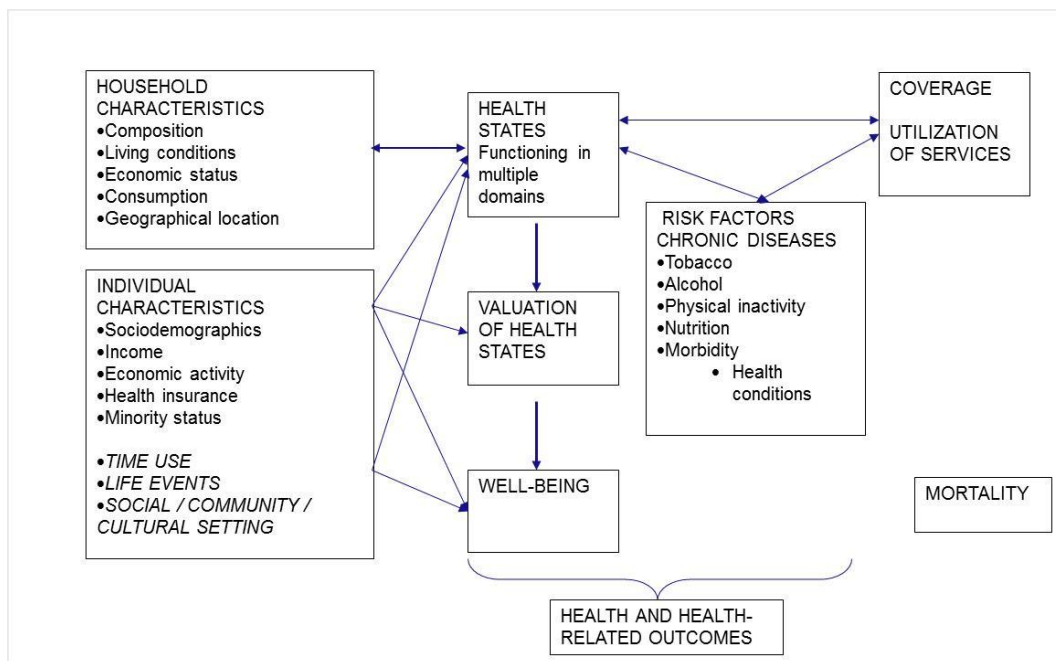 HOUSEHOLD
CHARACTERISTICS
•Composition
•Living conditions
•Economic status
•Consumption
•Geographical location
INDIVIDUAL
CHARACTERISTICS
•Sociodemographics
•Income
•Economic activity
•Health insurance
•Minority status
•TIME USE
•LIFE EVENTS
•SOCIAL / COMMUNITY /
CULTURAL SETTING
HEALTH
STATES
Functioning in
multiple
domains
VALUATION
OF HEALTH
STATES
WELL-BEING
COVERAGE
UTILIZATION
OF SERVICES
RISK FACTORS
CHRONIC DISEASES
•Tobacco
•Alcohol
•Physical inactivity
•Nutrition
•Morbidity
• Health
conditions
MORTALITY
HEALTH AND HEALTH-
RELATED OUTCOMES